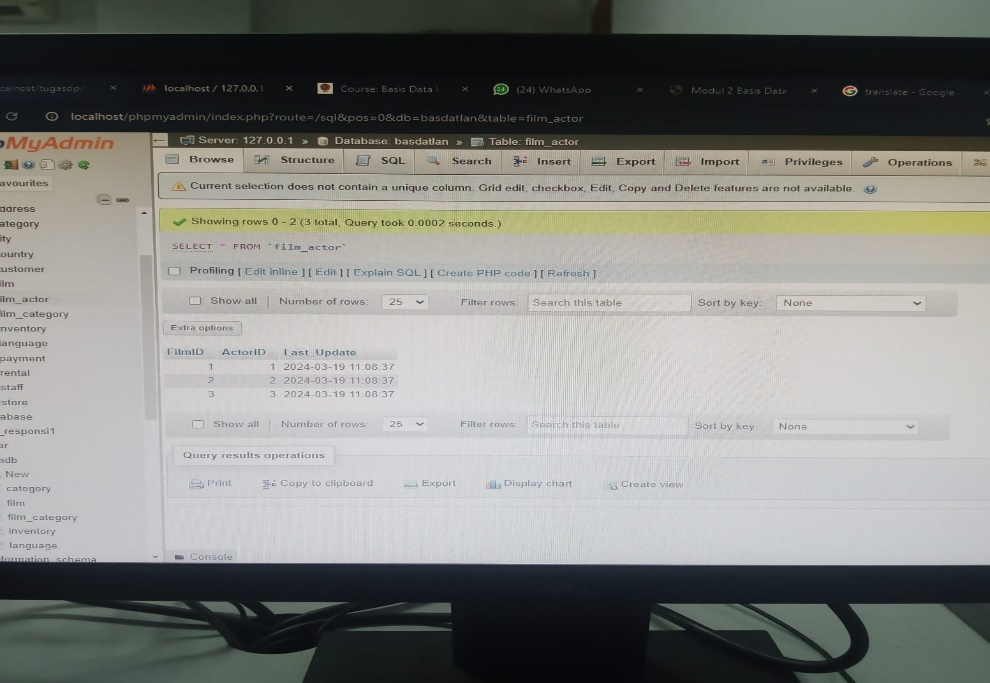 localhost / 127.0.0.1
Course: Basis Data I
(24) WhatsApp
Modul 2 Basis Data
translate - Google
localhost/phpmyadmin/index.php?route=/sql&pos=0&db=basdatlan&table=film_actor
MyAdmin
avourites
ategory
ity
ountry
ustomer
ilm
ilm_actor
ilm_category
nventory
anguage
payment
rental
staff
store
abase
_responsi1
ar
New
category
film
film_category
inventory
language
formation_schema
Server: 127.0.0.1 » Database: basdatlan » Table: film_actor
Browse Structure SQL Search Insert Export Import Privileges Operations
Current selection does not contain a unique column. Grid edit, checkbox, Edit, Copy and Delete features are not available.
Showing rows 0 - 2 (3 total, Query took 0.0002 seconds.)
SELECT * FROM `film_actor`
Profiling [ Edit inline ] [ Edit ] [ Explain SQL ] [ Create PHP code ] [ Refresh ]
Show all | Number of rows: 25 Filter rows: Search this table Sort by key: None
Extra options
FilmID ActorID Last_Update
1 1 2024-03-19 11:08:37
2 2 2024-03-19 11:08:37
3 3 2024-03-19 11:08:37
Show all | Number of rows: 25 Filter rows: Search this table Sort by key: None
Query results operations
Print Copy to clipboard Export Display chart Create view
Console